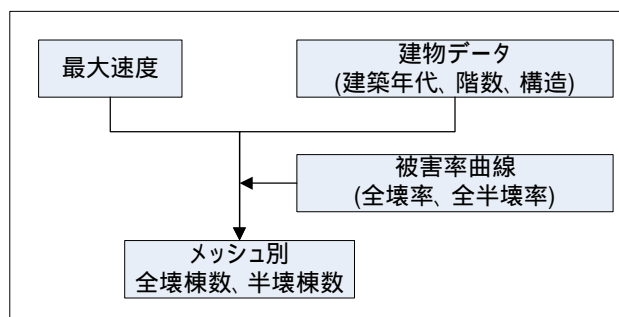 最大速度
建物データ
(建築年代、階数、構造)
被害率曲線
(全壊率、全半壊率)
メッシュ別
全壊棟数、半壊棟数